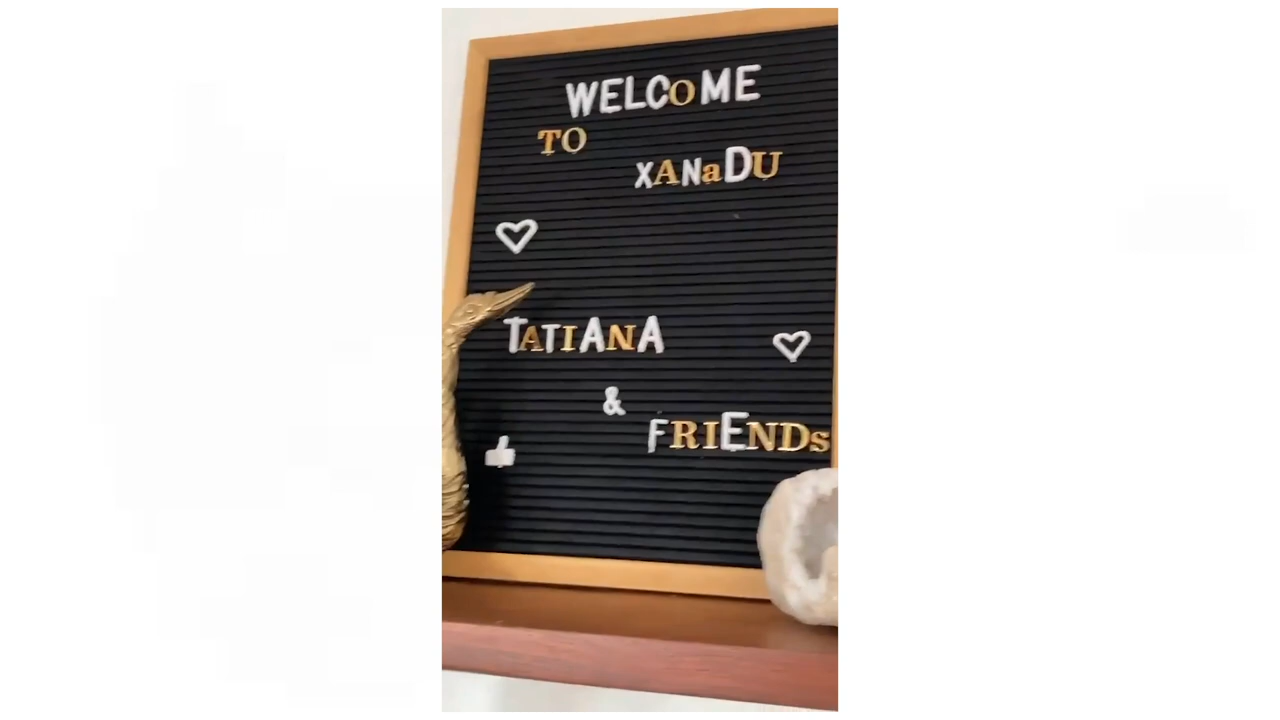 WELCOME
TO
XANaDU
TATIANA
&
FRIENDs